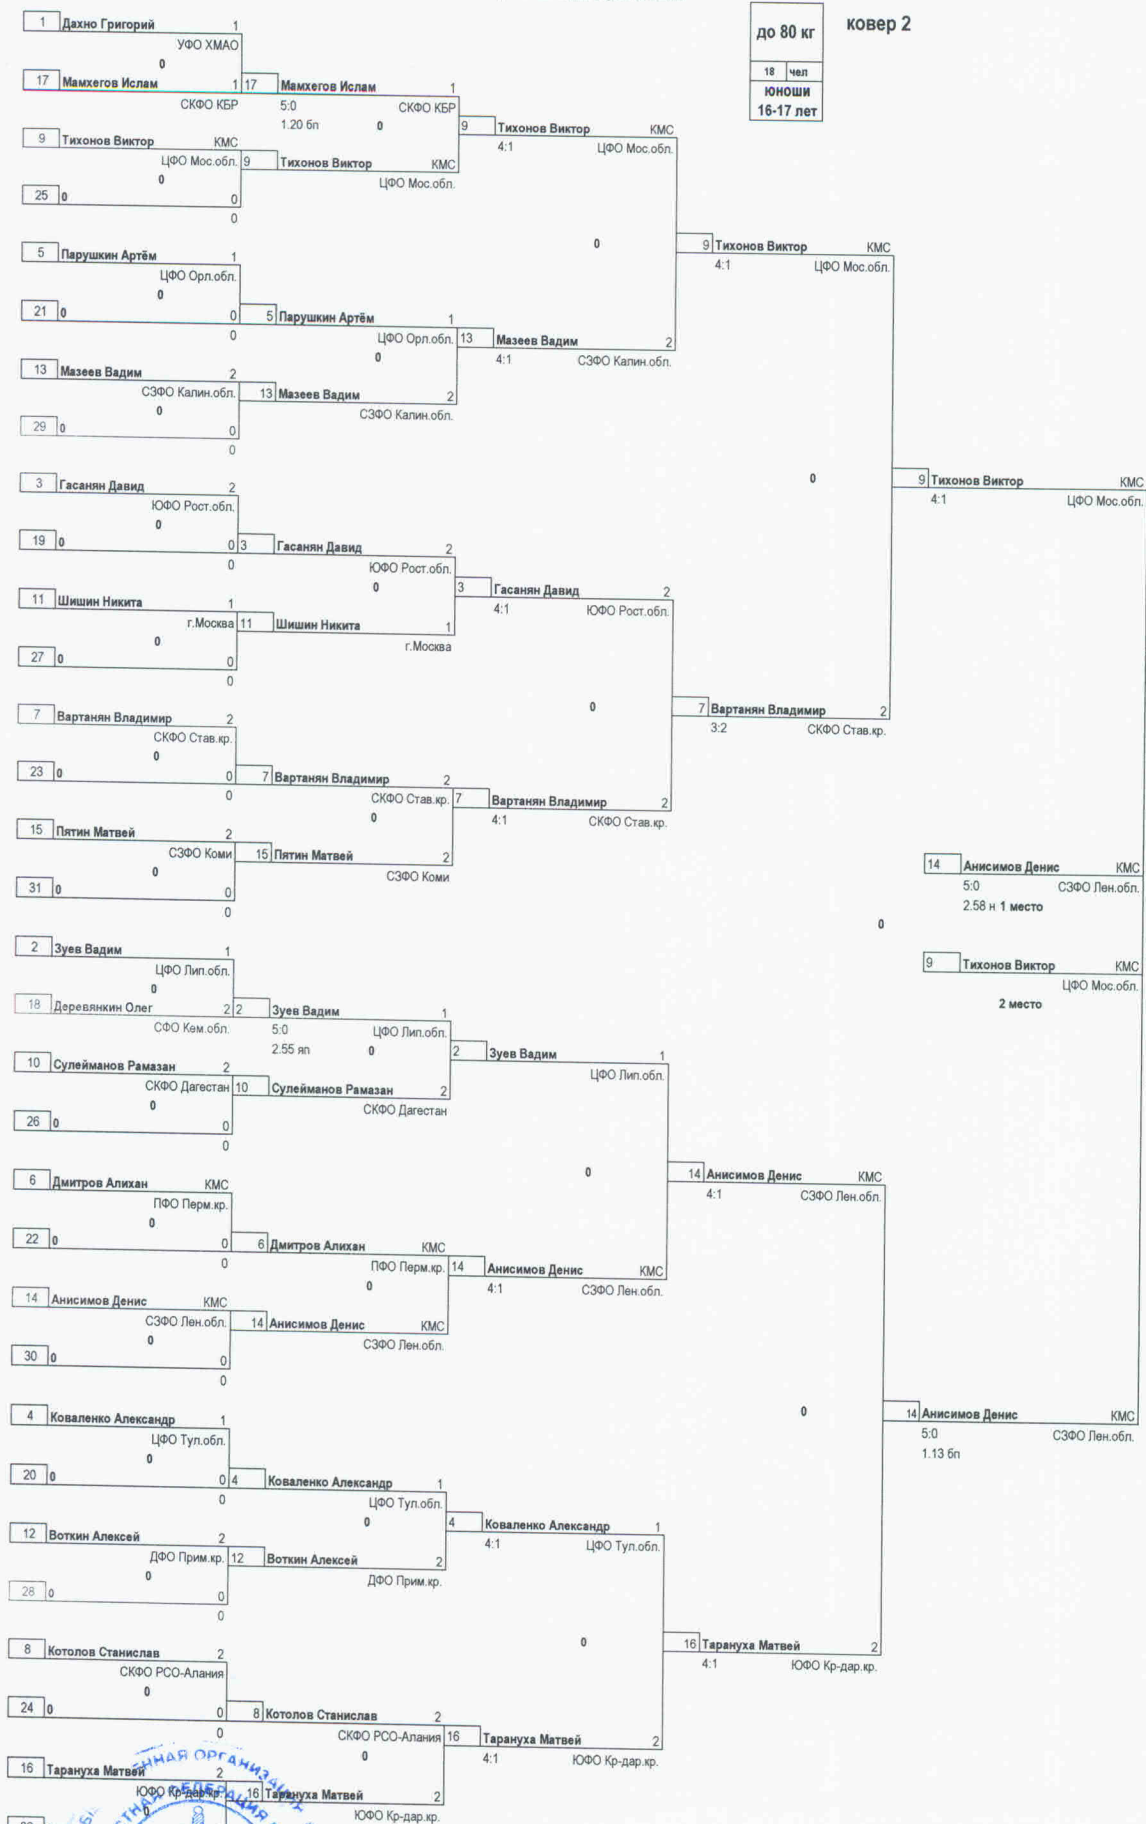 до 80 кг
ковер 2
18 чел
юноши
16-17 лет
1 Дахно Григорий 1
УФО ХМАО
0
17 Мамхегов Ислам 1
СКФО КБР
17 Мамхегов Ислам 1
5:0 СКФО КБР
1.20 бп 0
9 Тихонов Виктор КМС
ЦФО Мос.обл.
0
9 Тихонов Виктор КМС
ЦФО Мос.обл.
25 0 0
0
9 Тихонов Виктор КМС
4:1 ЦФО Мос.обл.
0
5 Парушкин Артём 1
ЦФО Орл.обл.
0
21 0 0
0
5 Парушкин Артём 1
ЦФО Орл.обл.
0
13 Мазеев Вадим 2
СЗФО Калин.обл.
0
13 Мазеев Вадим 2
СЗФО Калин.обл.
29 0 0
0
13 Мазеев Вадим 2
4:1 СЗФО Калин.обл.
9 Тихонов Виктор КМС
4:1 ЦФО Мос.обл.
0
3 Гасанян Давид 2
ЮФО Рост.обл.
0
19 0 0
0
3 Гасанян Давид 2
ЮФО Рост.обл.
0
11 Шишин Никита 1
г.Москва
0
11 Шишин Никита 1
г.Москва
27 0 0
0
3 Гасанян Давид 2
4:1 ЮФО Рост.обл.
0
7 Вартанян Владимир 2
СКФО Став.кр.
0
23 0 0
0
7 Вартанян Владимир 2
СКФО Став.кр.
0
15 Пятин Матвей 2
СЗФО Коми
0
15 Пятин Матвей 2
СЗФО Коми
31 0 0
0
7 Вартанян Владимир 2
4:1 СКФО Став.кр.
7 Вартанян Владимир 2
3:2 СКФО Став.кр.
9 Тихонов Виктор КМС
4:1 ЦФО Мос.обл.
14 Анисимов Денис КМС
5:0 СЗФО Лен.обл.
2.58 н 1 место
0
9 Тихонов Виктор КМС
ЦФО Мос.обл.
2 место
2 Зуев Вадим 1
ЦФО Лип.обл.
0
18 Деревянкин Олег 2
СФО Кем.обл.
2 Зуев Вадим 1
5:0 ЦФО Лип.обл.
2.55 яп 0
10 Сулейманов Рамазан 2
СКФО Дагестан
0
10 Сулейманов Рамазан 2
СКФО Дагестан
26 0 0
0
2 Зуев Вадим 1
ЦФО Лип.обл.
0
6 Дмитров Алихан КМС
ПФО Перм.кр.
0
22 0 0
0
6 Дмитров Алихан КМС
ПФО Перм.кр.
0
14 Анисимов Денис КМС
СЗФО Лен.обл.
0
14 Анисимов Денис КМС
СЗФО Лен.обл.
30 0 0
0
14 Анисимов Денис КМС
4:1 СЗФО Лен.обл.
14 Анисимов Денис КМС
4:1 СЗФО Лен.обл.
0
4 Коваленко Александр 1
ЦФО Тул.обл.
0
20 0 0
0
4 Коваленко Александр 1
ЦФО Тул.обл.
0
12 Воткин Алексей 2
ДФО Прим.кр.
0
12 Воткин Алексей 2
ДФО Прим.кр.
28 0 0
0
4 Коваленко Александр 1
4:1 ЦФО Тул.обл.
0
8 Котолов Станислав 2
СКФО РСО-Алания
0
24 0 0
0
8 Котолов Станислав 2
СКФО РСО-Алания
0
16 Тарануха Матвей 2
ЮФО Кр-дар.кр.
0
16 Тарануха Матвей 2
ЮФО Кр-дар.кр.
16 Тарануха Матвей 2
4:1 ЮФО Кр-дар.кр.
16 Тарануха Матвей 2
4:1 ЮФО Кр-дар.кр.
14 Анисимов Денис КМС
5:0 СЗФО Лен.обл.
1.13 бп